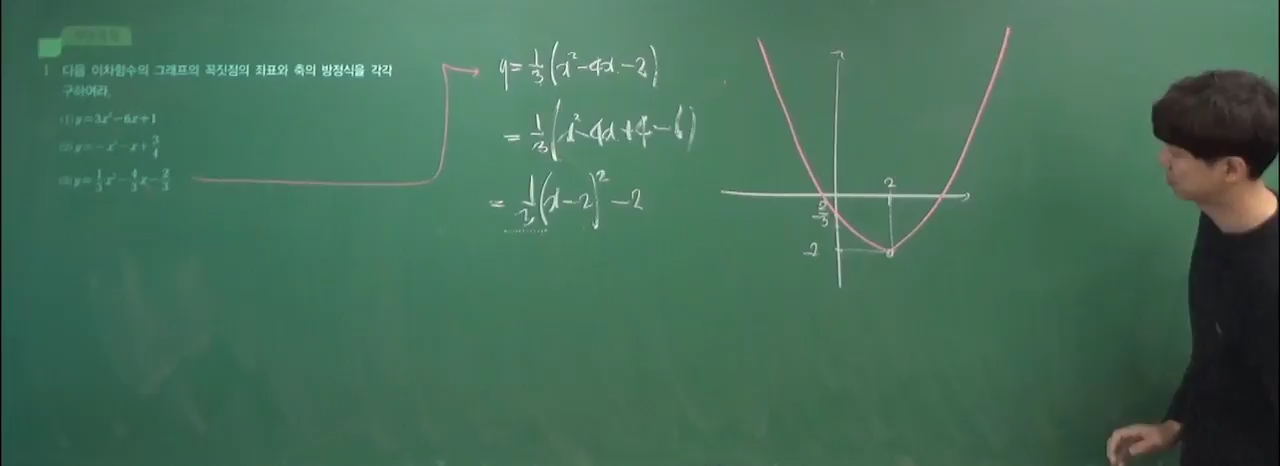 1 다음 이차함수의 그래프의 꼭짓점의 좌표와 축의 방정식을 각각
구하여라.
(1) y=3x²-6x+1
(2) y=-x²-x+3/4
(3) y=1/3x²-4/3x-2/3
y=1/3(x²-4x-2)
=1/3(x²-4x+4-6)
=1/3(x-2)²-2
2
-2/3
-2